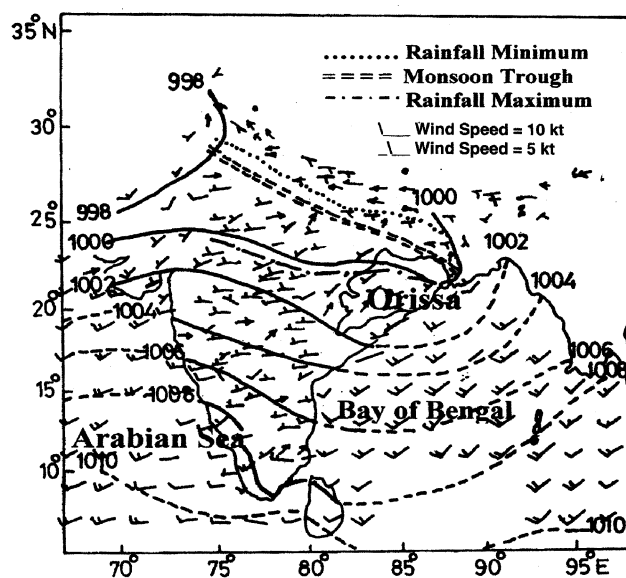 35°N
30°
25°
20°
15°
10°
70°
75°
80°
85°
90°
95°E
Rainfall Minimum
Monsoon Trough
Rainfall Maximum
Wind Speed = 10 kt
Wind Speed = 5 kt
998
998
1000
1000
1002
1002
1004
1004
1006
1006
1008
1008
1010
1010
Orissa
Bay of Bengal
Arabian Sea